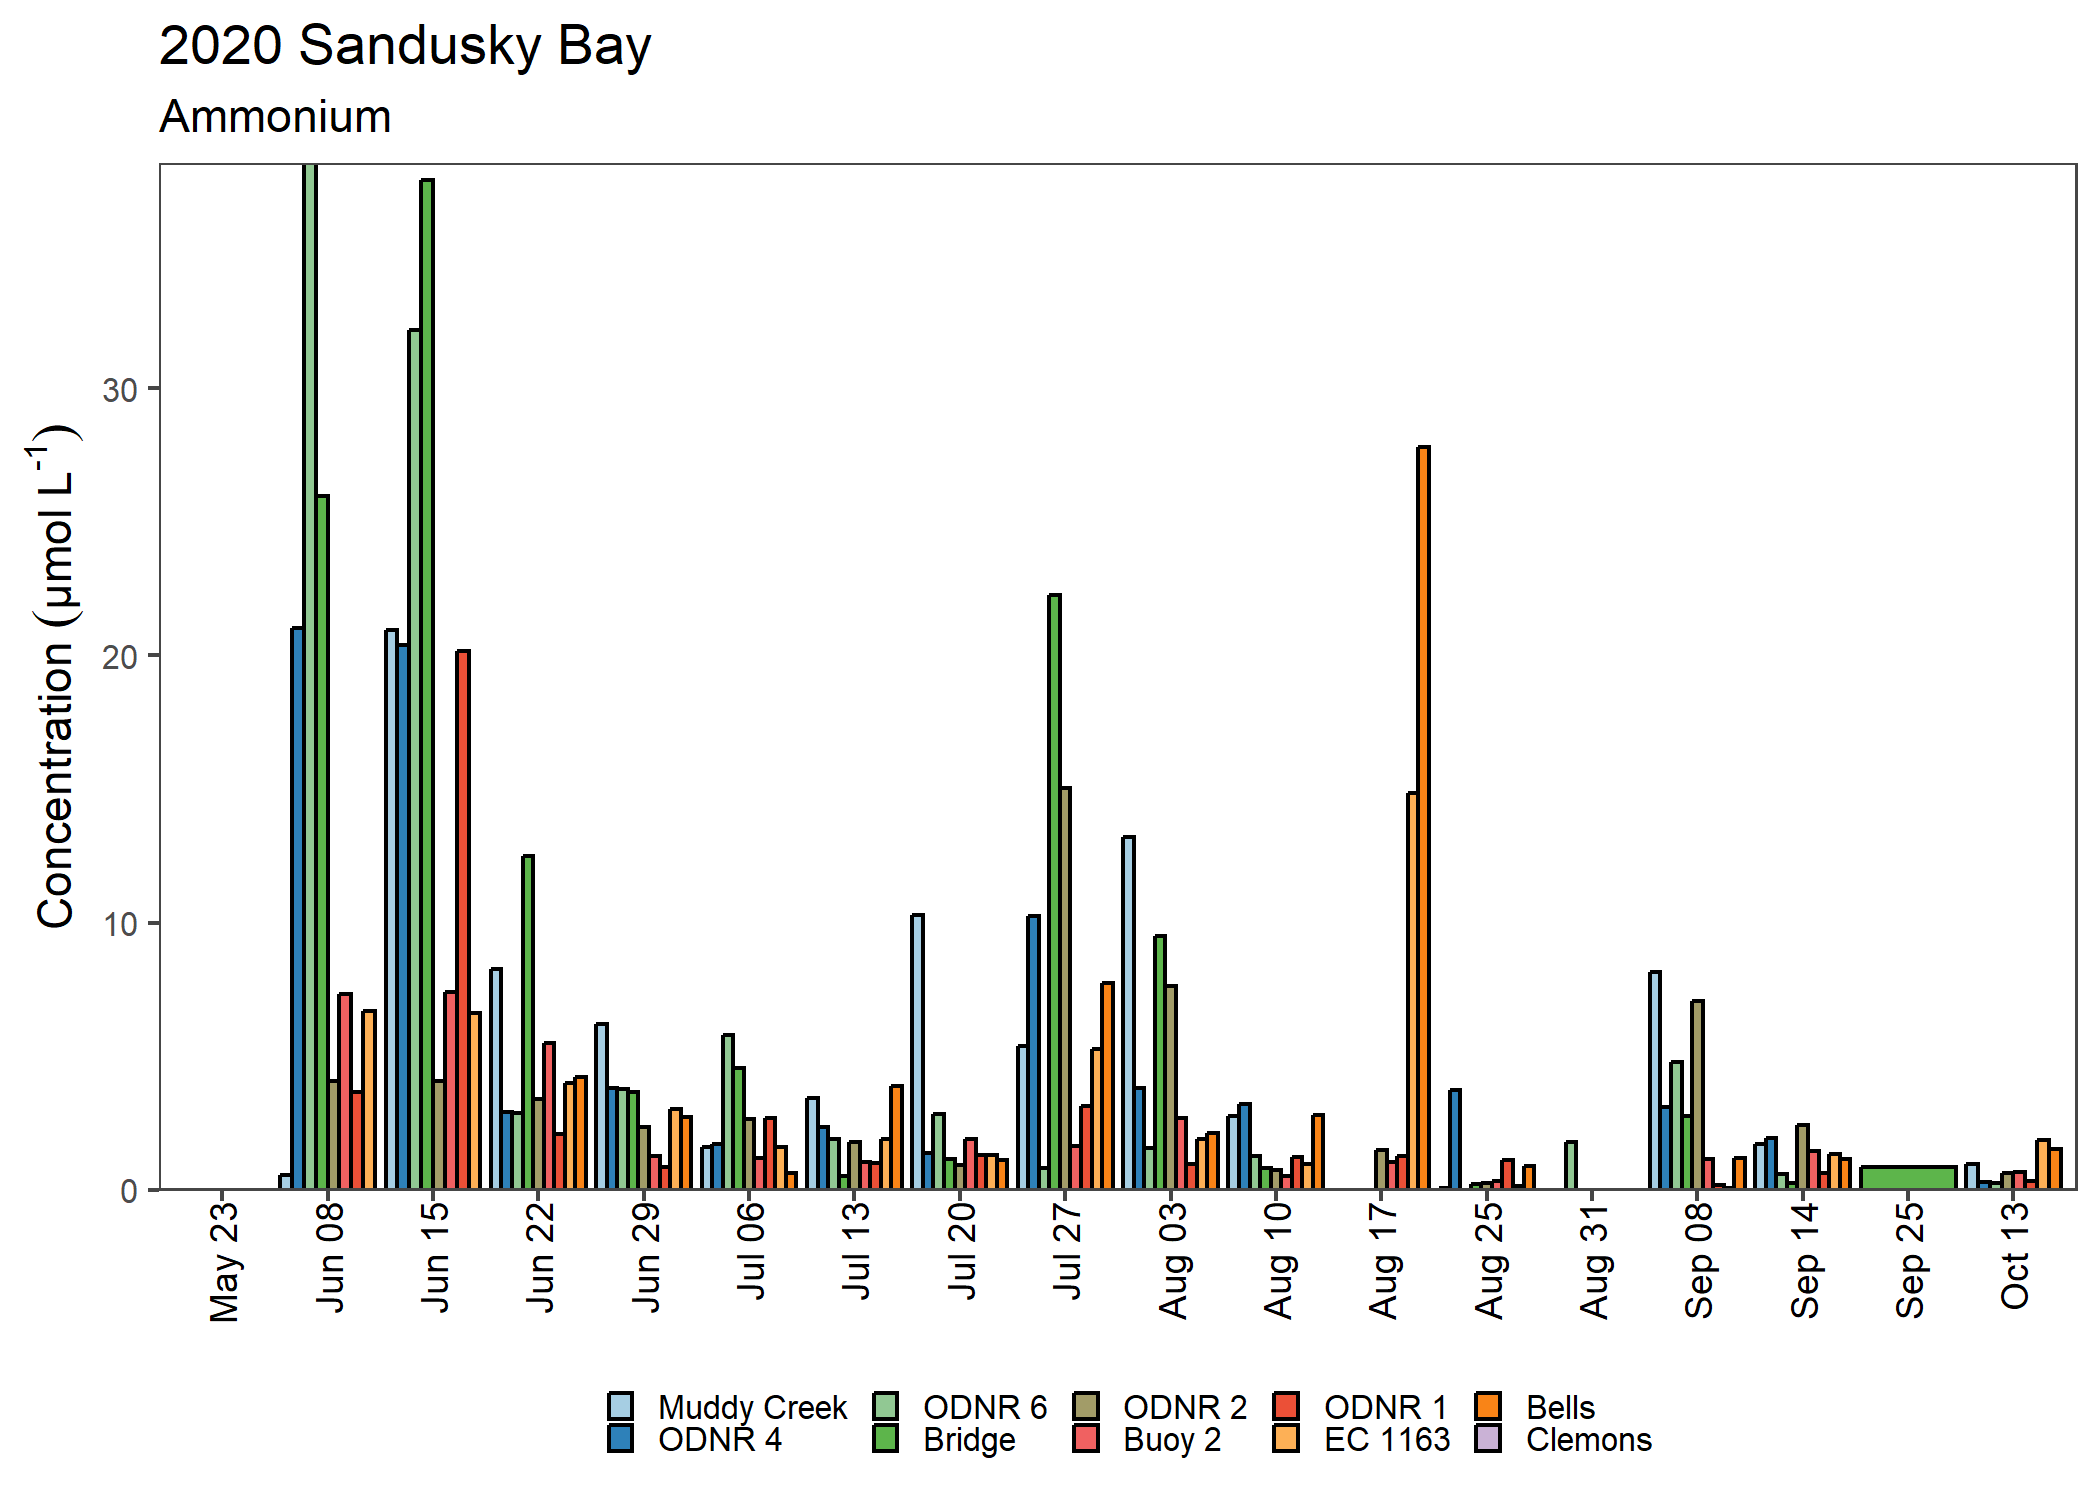 2020 Sandusky Bay
Ammonium
Concentration (µmol L⁻¹)
30
20
10
0
May 23
Jun 08
Jun 15
Jun 22
Jun 29
Jul 06
Jul 13
Jul 20
Jul 27
Aug 03
Aug 10
Aug 17
Aug 25
Aug 31
Sep 08
Sep 14
Sep 25
Oct 13
Muddy Creek ODNR 6 ODNR 2 ODNR 1 Bells
ODNR 4 Bridge Buoy 2 EC 1163 Clemons